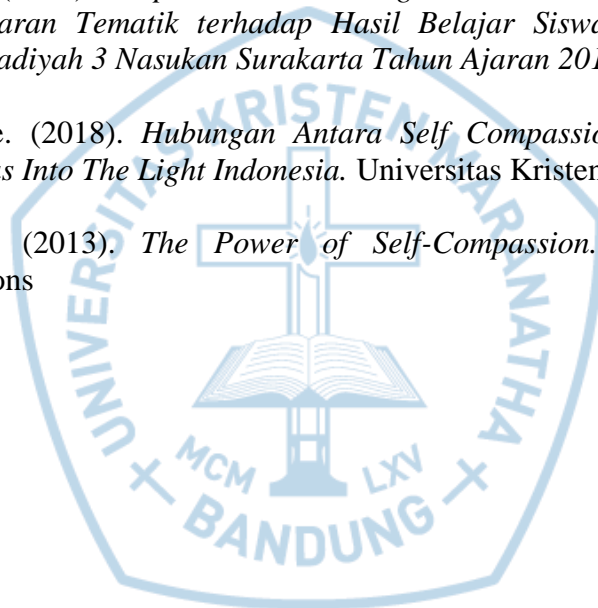 aran Tematik terhadap Hasil Belajar Siswa
adiyah 3 Nasukan Surakarta Tahun Ajaran 201
e. (2018). Hubungan Antara Self Compassio
as Into The Light Indonesia. Universitas Kristen
(2013). The Power of Self-Compassion.
ons
UNIVERSITAS KRISTEN MARANATHA
MCM LXV
BANDUNG